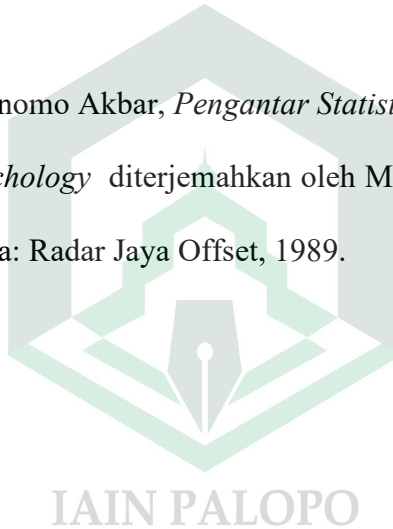 nomo Akbar, Pengantar Statist
chology diterjemahkan oleh M
a: Radar Jaya Offset, 1989.
IAIN PALOPO